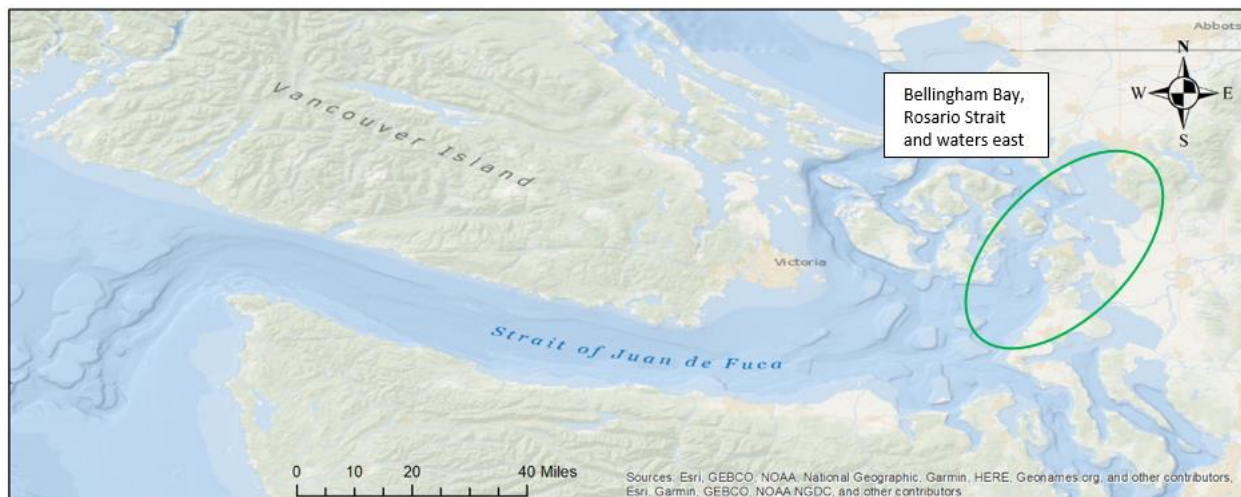 Abbots
N
W E
S
Bellingham Bay,
Rosario Strait
and waters east
Vancouver Island
Victoria
Strait of Juan de Fuca
0 10 20 40 Miles
Sources: Esri, GEBCO, NOAA, National Geographic, Garmin, HERE, Geonames.org, and other contributors,
Esri, Garmin, GEBCO, NOAA NGDC, and other contributors